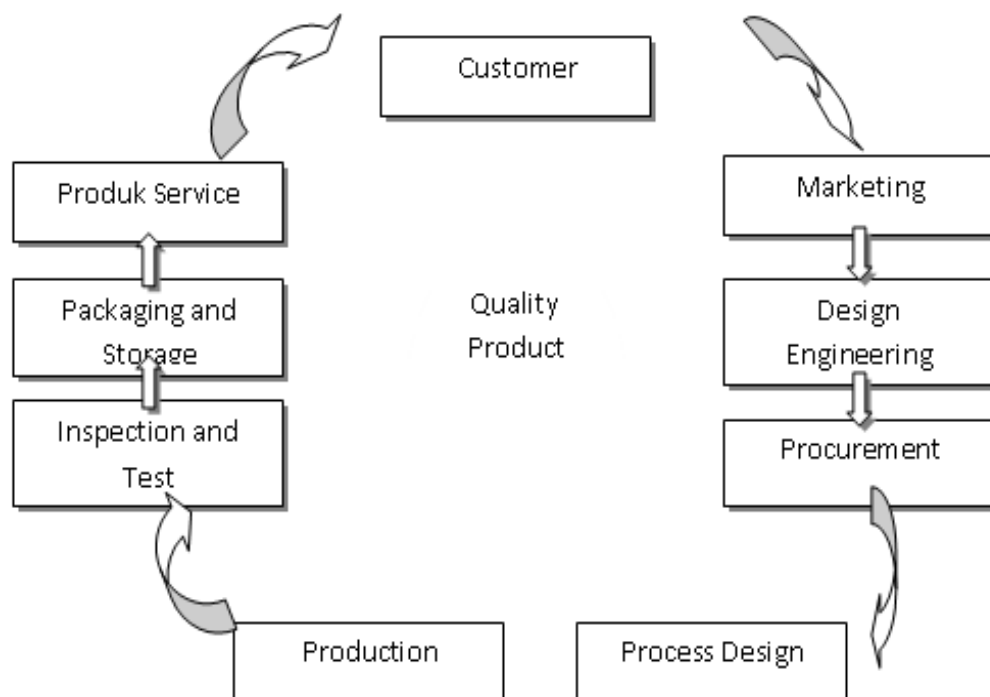 Customer
Produk Service
Marketing
Packaging and
Storage
Quality
Product
Design
Engineering
Inspection and
Test
Procurement
Production
Process Design